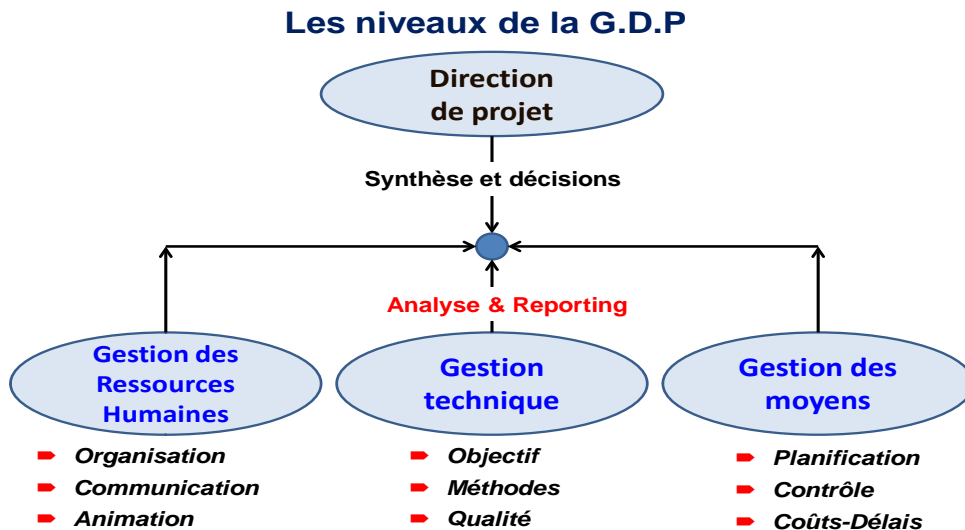 Les niveaux de la G.D.P
Direction
de projet
Synthèse et décisions
Analyse & Reporting
Gestion des
Ressources
Humaines
Organisation
Communication
Animation
Gestion
technique
Objectif
Méthodes
Qualité
Gestion des
moyens
Planification
Contrôle
Coûts-Délais